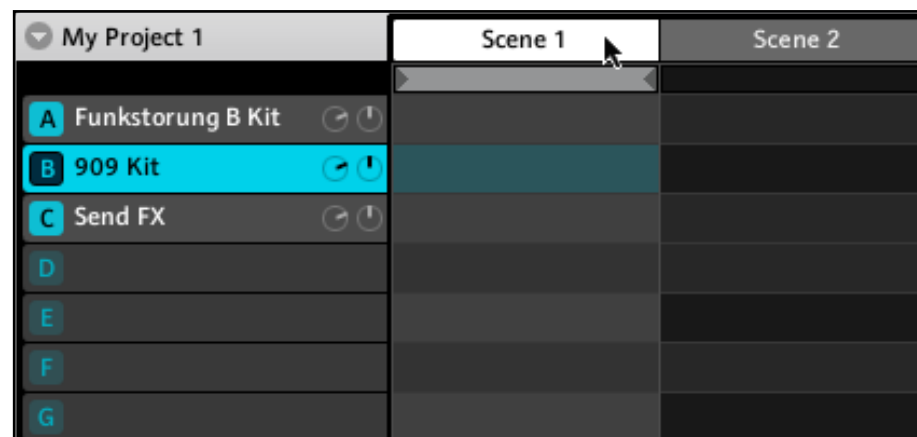 My Project 1 Scene 1 Scene 2
A Funkstorung B Kit
B 909 Kit
C Send FX
D
E
F
G